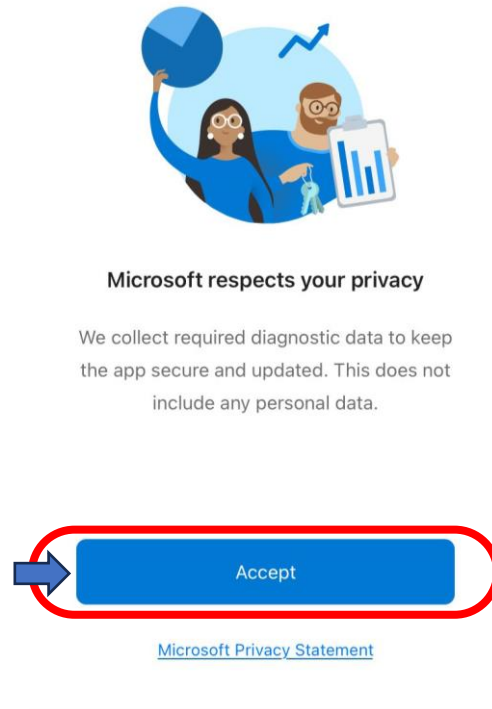 Microsoft respects your privacy
We collect required diagnostic data to keep
the app secure and updated. This does not
include any personal data.
Accept
Microsoft Privacy Statement